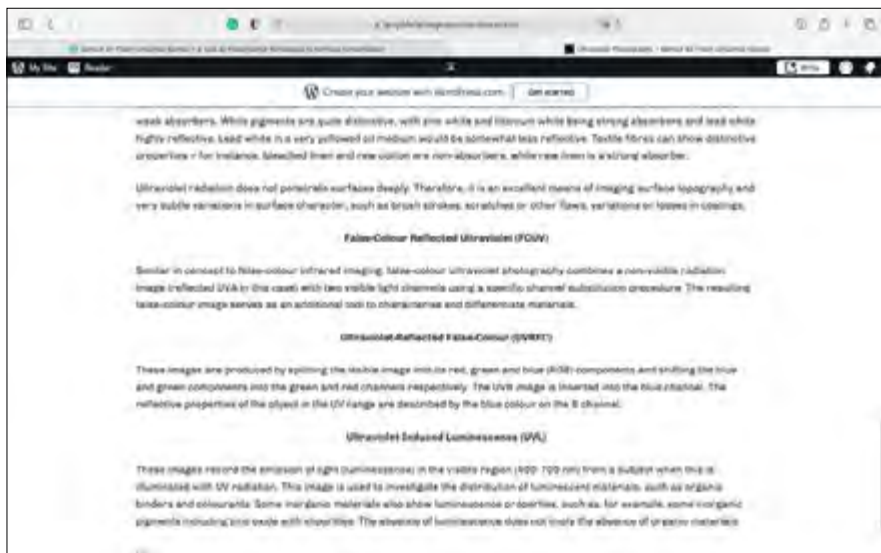 My Site Reader
Write
Create your website with WordPress.com Get started
weak absorbers. White pigments are quite distinctive, with zinc white and titanium white being strong absorbers and lead white
highly reflective. Lead white in a very yellowed oil medium would be somewhat less reflective. Textile fibres can show distinctive
properties – for instance, bleached linen and raw cotton are non-absorbers, while raw linen is a strong absorber.
Ultraviolet radiation does not penetrate surfaces deeply. Therefore, it is an excellent means of imaging surface topography and
very subtle variations in surface character, such as brush strokes, scratches or other flaws, variations or losses in coatings.
False-Colour Reflected Ultraviolet (FCUV)
Similar in concept to false-colour infrared imaging, false-colour ultraviolet photography combines a non-visible radiation
image (reflected UVA in this case) with two visible light channels using a specific channel substitution procedure. The resulting
false-colour image serves as an additional tool to characterise and differentiate materials.
Ultraviolet-Reflected False-Colour (UVRFC)
These images are produced by splitting the visible image into its red, green and blue (RGB) components and shifting the blue
and green components into the green and red channels respectively. The UVR image is inserted into the blue channel. The
reflective properties of the object in the UV range are described by the blue colour on the B channel.
Ultraviolet Induced Luminescence (UVL)
These images record the emission of light (luminescence) in the visible region (400-700 nm) from a subject when this is
illuminated with UV radiation. This image is used to investigate the distribution of luminescent materials, such as organic
binders and colourants. Some inorganic materials also show luminescence properties, such as, for example, some inorganic
pigments including zinc oxide with impurities. The absence of luminescence does not imply the absence of organic materials